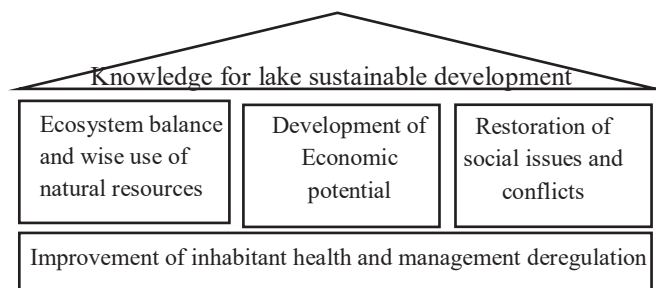 Knowledge for lake sustainable development
Ecosystem balance
and wise use of
natural resources
Development of
Economic
potential
Restoration of
social issues and
conflicts
Improvement of inhabitant health and management deregulation